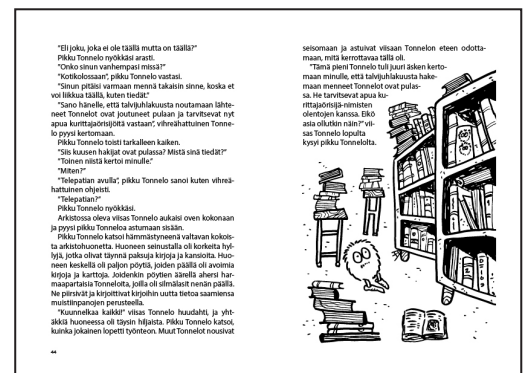 "Eli joku, joka ei ole täällä mutta on täällä?"
Pikku Tonnelo nyökkäsi arasti.
"Onko sinun vanhempasi missä?"
"Kotikolossaan", pikku Tonnelo vastasi.
"Sinun pitäisi varmaan mennä takaisin sinne, koska et
voi liikkua täällä, kuten tiedät."
"Sano hänelle, että talvijuhlakuusta noutamaan lähte-
neet Tonnelot ovat joutuneet pulaan ja tarvitsevat nyt
apua kurittajaörisijöitä vastaan", vihreähattuinen Tonne-
lo pyysi kertomaan.
Pikku Tonnelo toisti tarkalleen kaiken.
"Siis kuusen hakijat ovat pulassa? Mistä sinä tiedät?"
"Toinen niistä kertoi minulle."
"Miten?"
"Telepatian avulla", pikku Tonnelo sanoi kuten vihreä-
hattuinen ohjeisti.
"Telepatian?"
Pikku Tonnelo nyökkäsi.
Arkistossa oleva viisas Tonnelo aukaisi oven kokonaan
ja pyysi pikku Tonneloa astumaan sisään.
Pikku Tonnelo katsoi hämmästyneenä valtavan kokois-
ta arkistohuonetta. Huoneen seinustalla oli korkeita hyl-
lyjä, jotka olivat täynnä paksuja kirjoja ja kansioita. Huo-
neen keskellä oli paljon pöytiä, joiden päällä oli avoimia
kirjoja ja karttoja. Joidenkin pöytien äärellä ahersi har-
maapartaisia Tonneloita, joilla oli silmälasit nenän päällä.
Ne piirsivät ja kirjoittivat kirjoihin uutta tietoa saamiensa
muistiinpanojen perusteella.
"Kuunnelkaa kaikki!" viisas Tonnelo huudahti, ja yht-
äkkiä huoneessa oli täysin hiljaista. Pikku Tonnelo katsoi,
kuinka jokainen lopetti työnteon. Muut Tonnelot nousivat
44
seisomaan ja astuivat viisaan Tonnelon eteen odotta-
maan, mitä kerrottavaa tällä oli.
"Tämä pieni Tonnelo tuli juuri äsken kerto-
maan minulle, että talvijuhlakuusta hake-
maan menneet Tonnelot ovat pulas-
sa. He tarvitsevat apua ku-
rittajaörisijä-nimisten
olentojen kanssa. Eikö
asia ollutkin näin?" vii-
sas Tonnelo lopulta
kysyi pikku Tonnelolta.